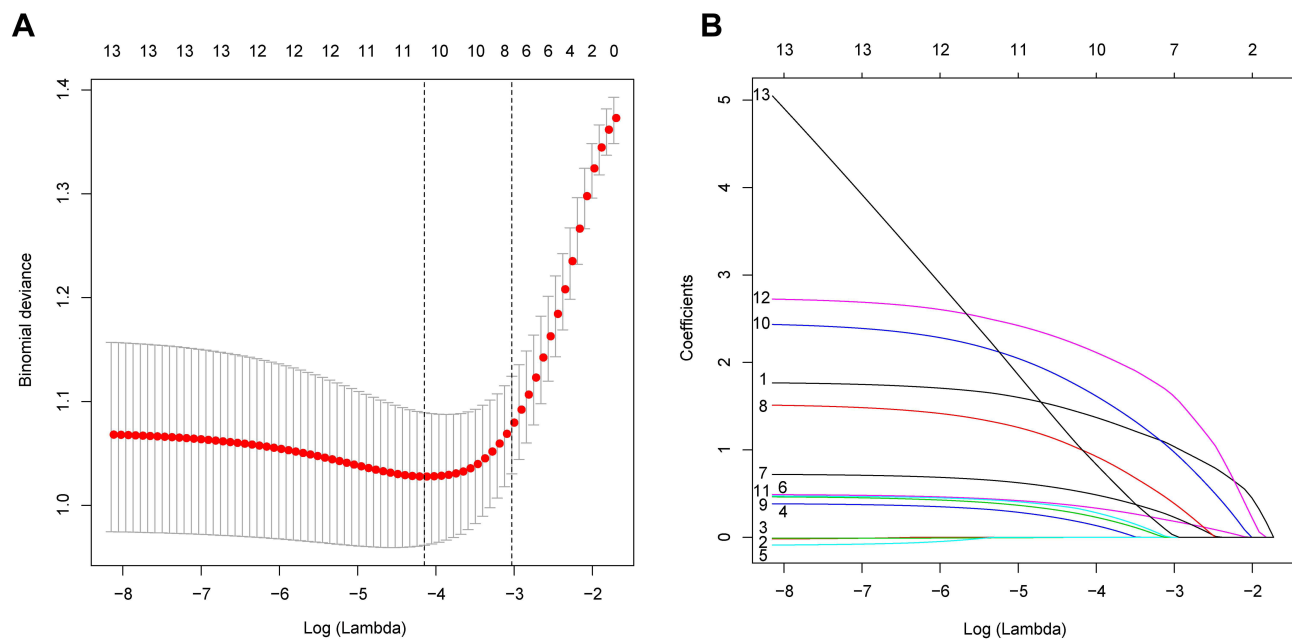 A
13 13 13 13 12 12 12 11 11 10 10 8 6 6 4 2 0
Binomial deviance
1.4
1.3
1.2
1.1
1.0
−8 −7 −6 −5 −4 −3 −2
Log (Lambda)
B
13 13 12 11 10 7 2
Coefficients
5
4
3
2
1
0
13
12
10
1
8
7
6
11
9
4
3
2
5
−8 −7 −6 −5 −4 −3 −2
Log (Lambda)